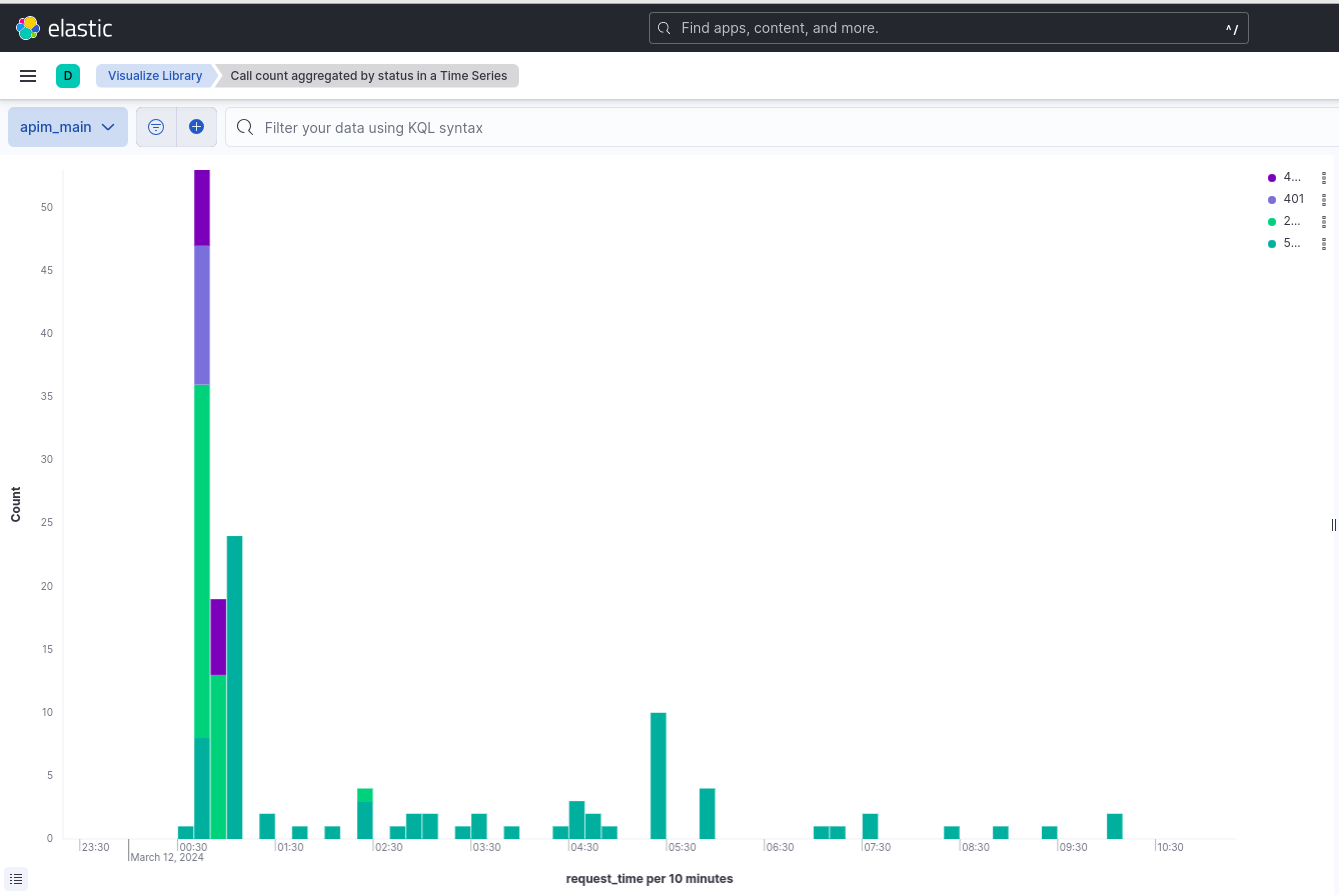 elastic
Find apps, content, and more.
^/
D
Visualize Library
Call count aggregated by status in a Time Series
apim_main
Filter your data using KQL syntax
50
45
40
35
30
25
20
15
10
5
0
Count
4...
401
2...
5...
23:30
00:30
01:30
02:30
03:30
04:30
05:30
06:30
07:30
08:30
09:30
10:30
March 12, 2024
request_time per 10 minutes